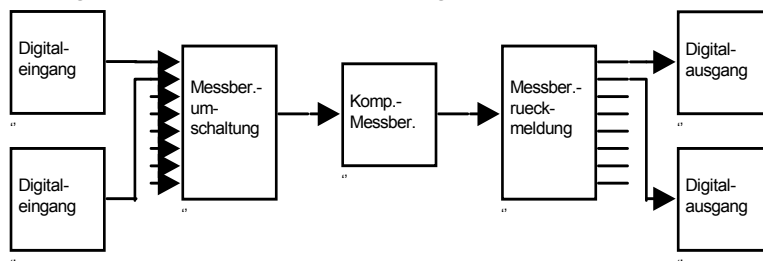 Digital-
eingang
Messber.-
um-
schaltung
Komp.-
Messber.
Messber.-
rueck-
meldung
Digital-
ausgang
Digital-
eingang
Digital-
ausgang